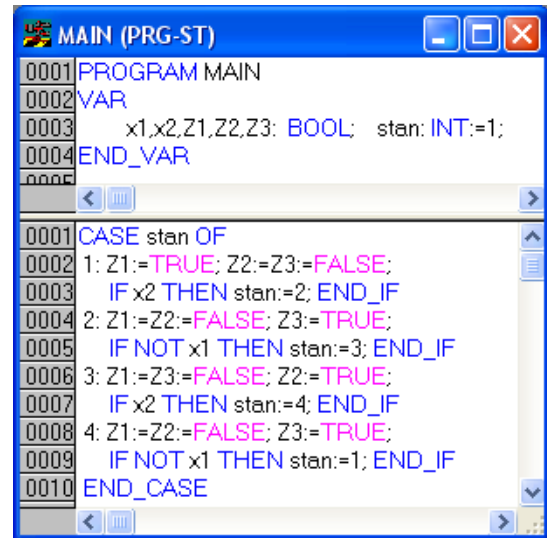 MAIN (PRG-ST)
0001 PROGRAM MAIN
0002 VAR
0003 x1,x2,Z1,Z2,Z3: BOOL; stan: INT:=1;
0004 END_VAR
0005
0001 CASE stan OF
0002 1: Z1:=TRUE; Z2:=Z3:=FALSE;
0003 IF x2 THEN stan:=2; END_IF
0004 2: Z1:=Z2:=FALSE; Z3:=TRUE;
0005 IF NOT x1 THEN stan:=3; END_IF
0006 3: Z1:=Z3:=FALSE; Z2:=TRUE;
0007 IF x2 THEN stan:=4; END_IF
0008 4: Z1:=Z2:=FALSE; Z3:=TRUE;
0009 IF NOT x1 THEN stan:=1; END_IF
0010 END_CASE